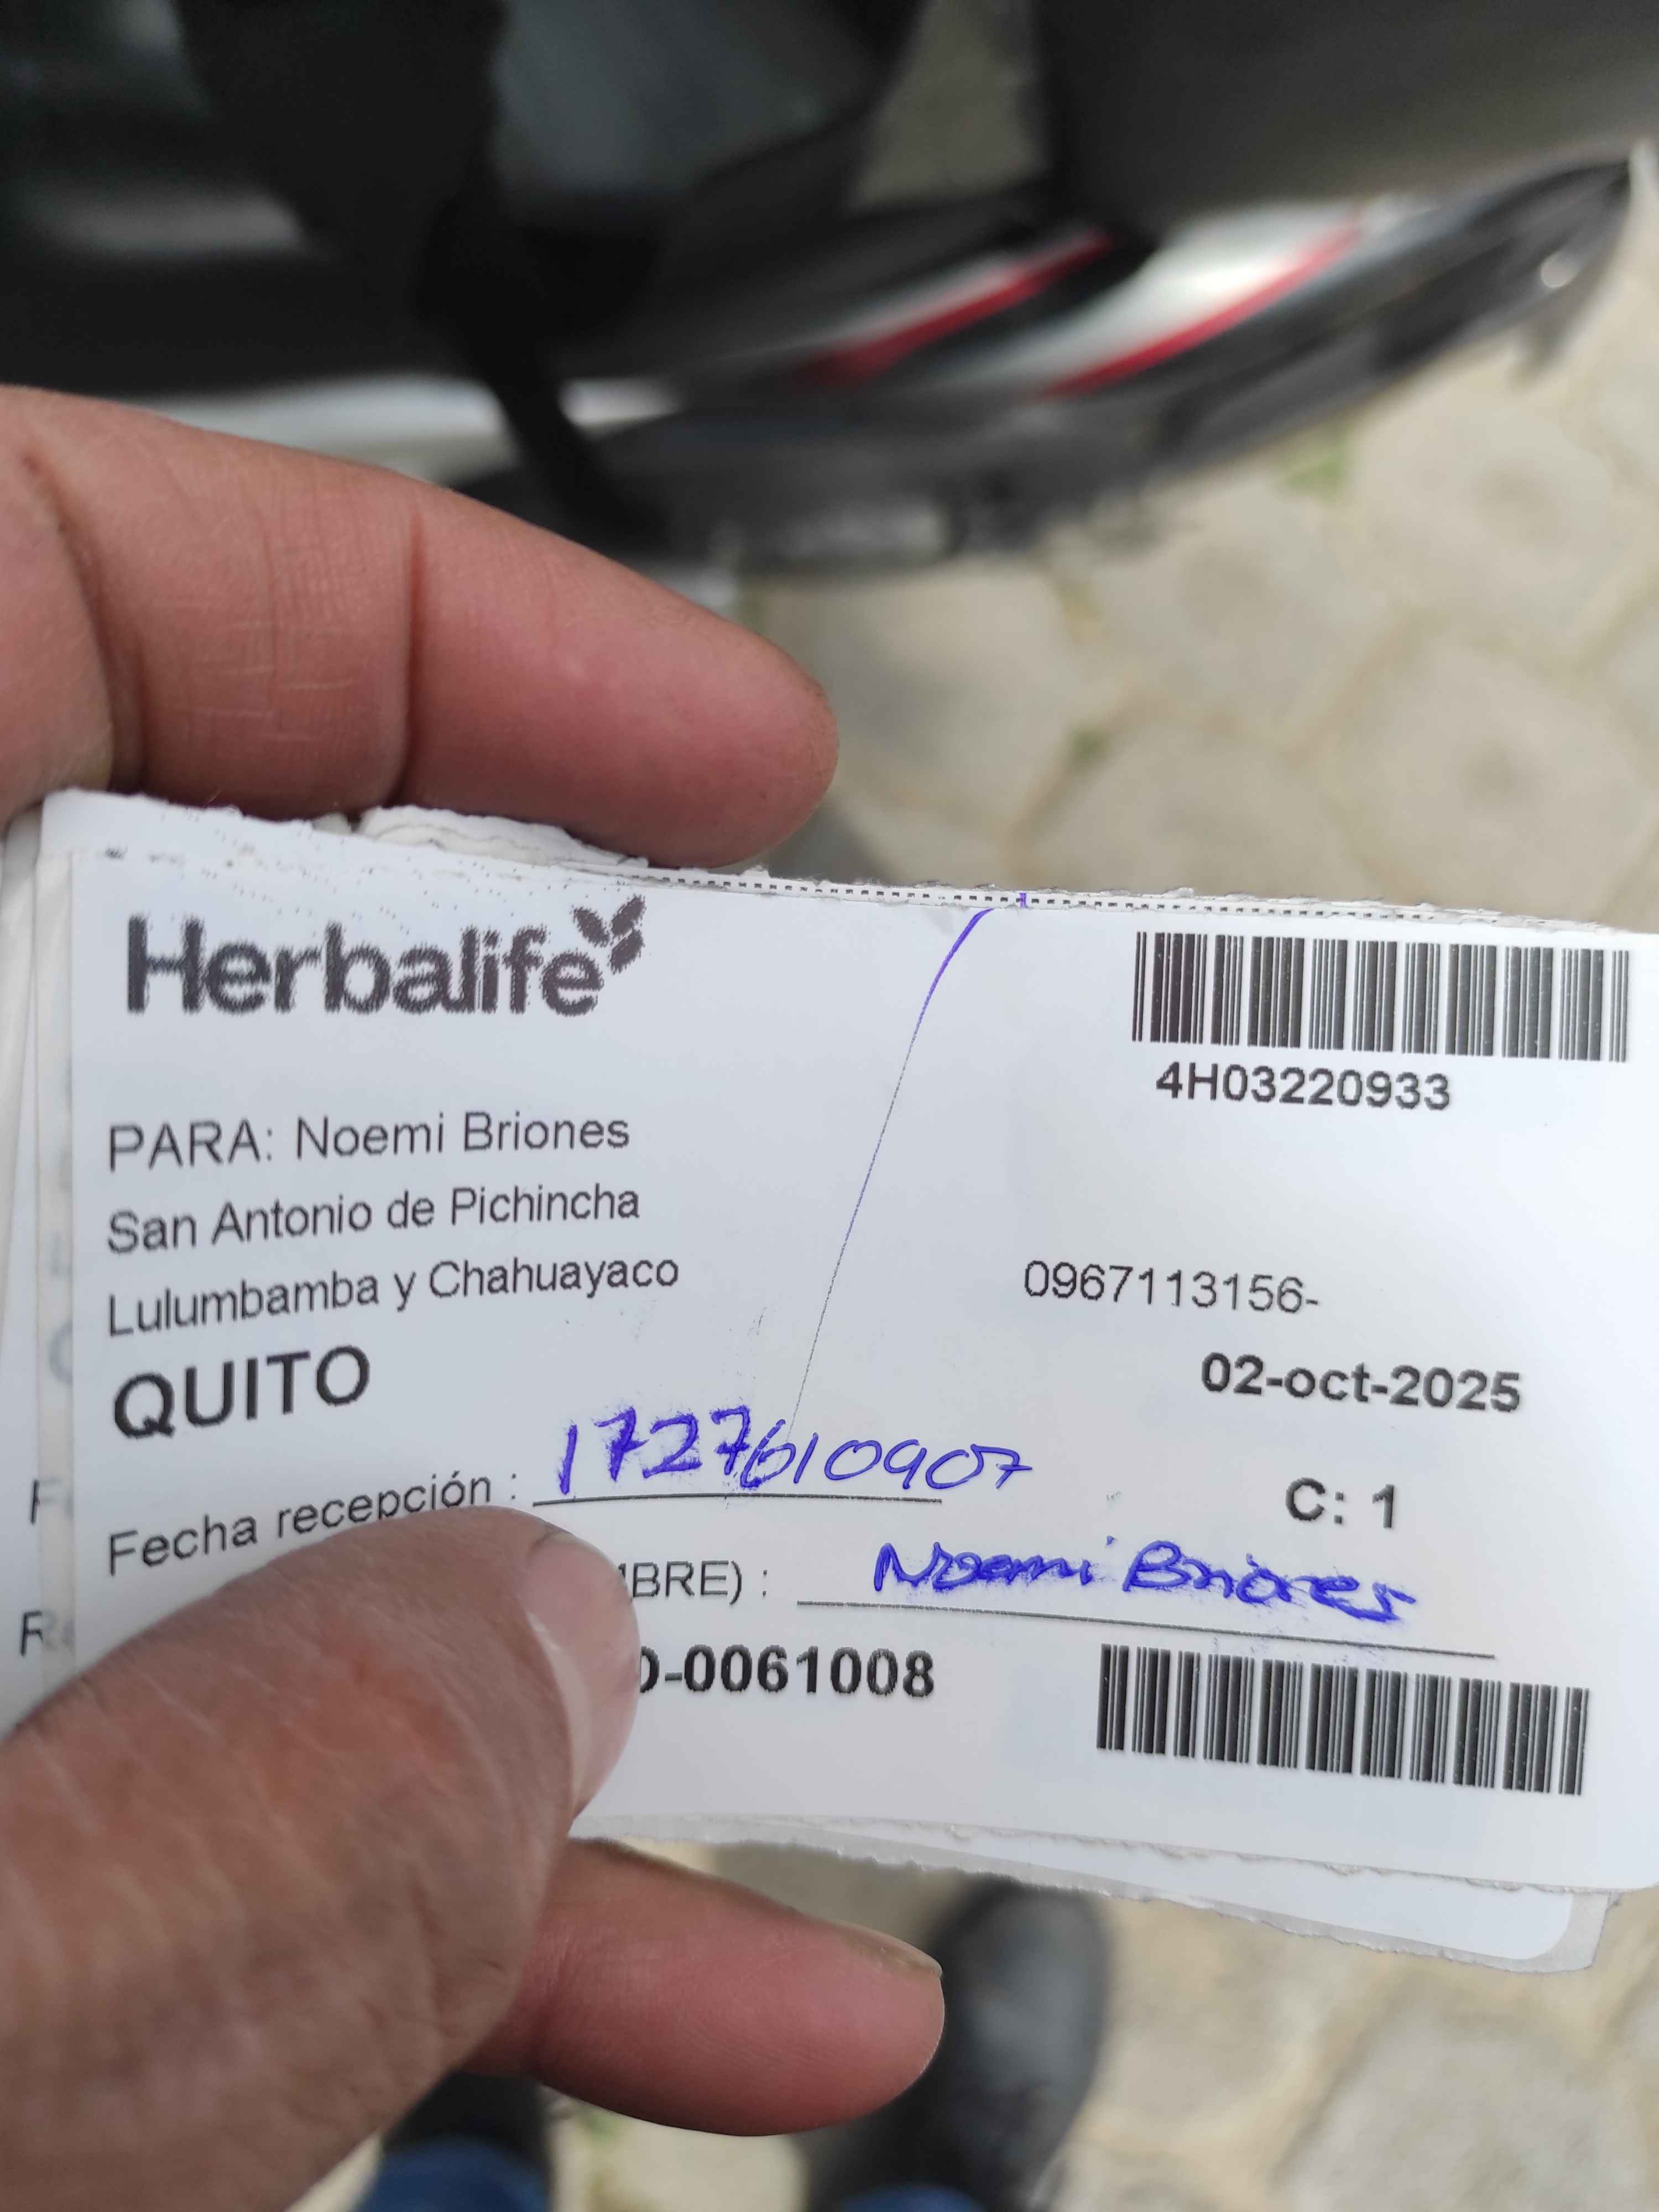 Herbalife
4H03220933
PARA: Noemi Briones
San Antonio de Pichincha
Lulumbamba y Chahuayaco
0967113156-
QUITO
02-oct-2025
Fecha recepción : 1727610907
C: 1
MBRE) : Noemi Briones
-0061008